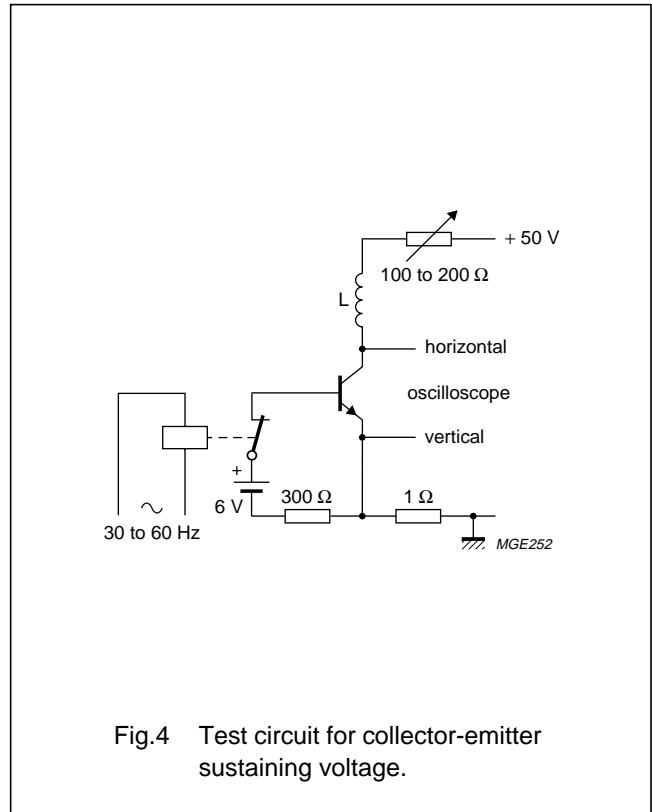 + 50 V
100 to 200 Ω
L
horizontal
oscilloscope
vertical
+
6 V
300 Ω
1 Ω
30 to 60 Hz
MGE252
Fig.4 Test circuit for collector-emitter
sustaining voltage.